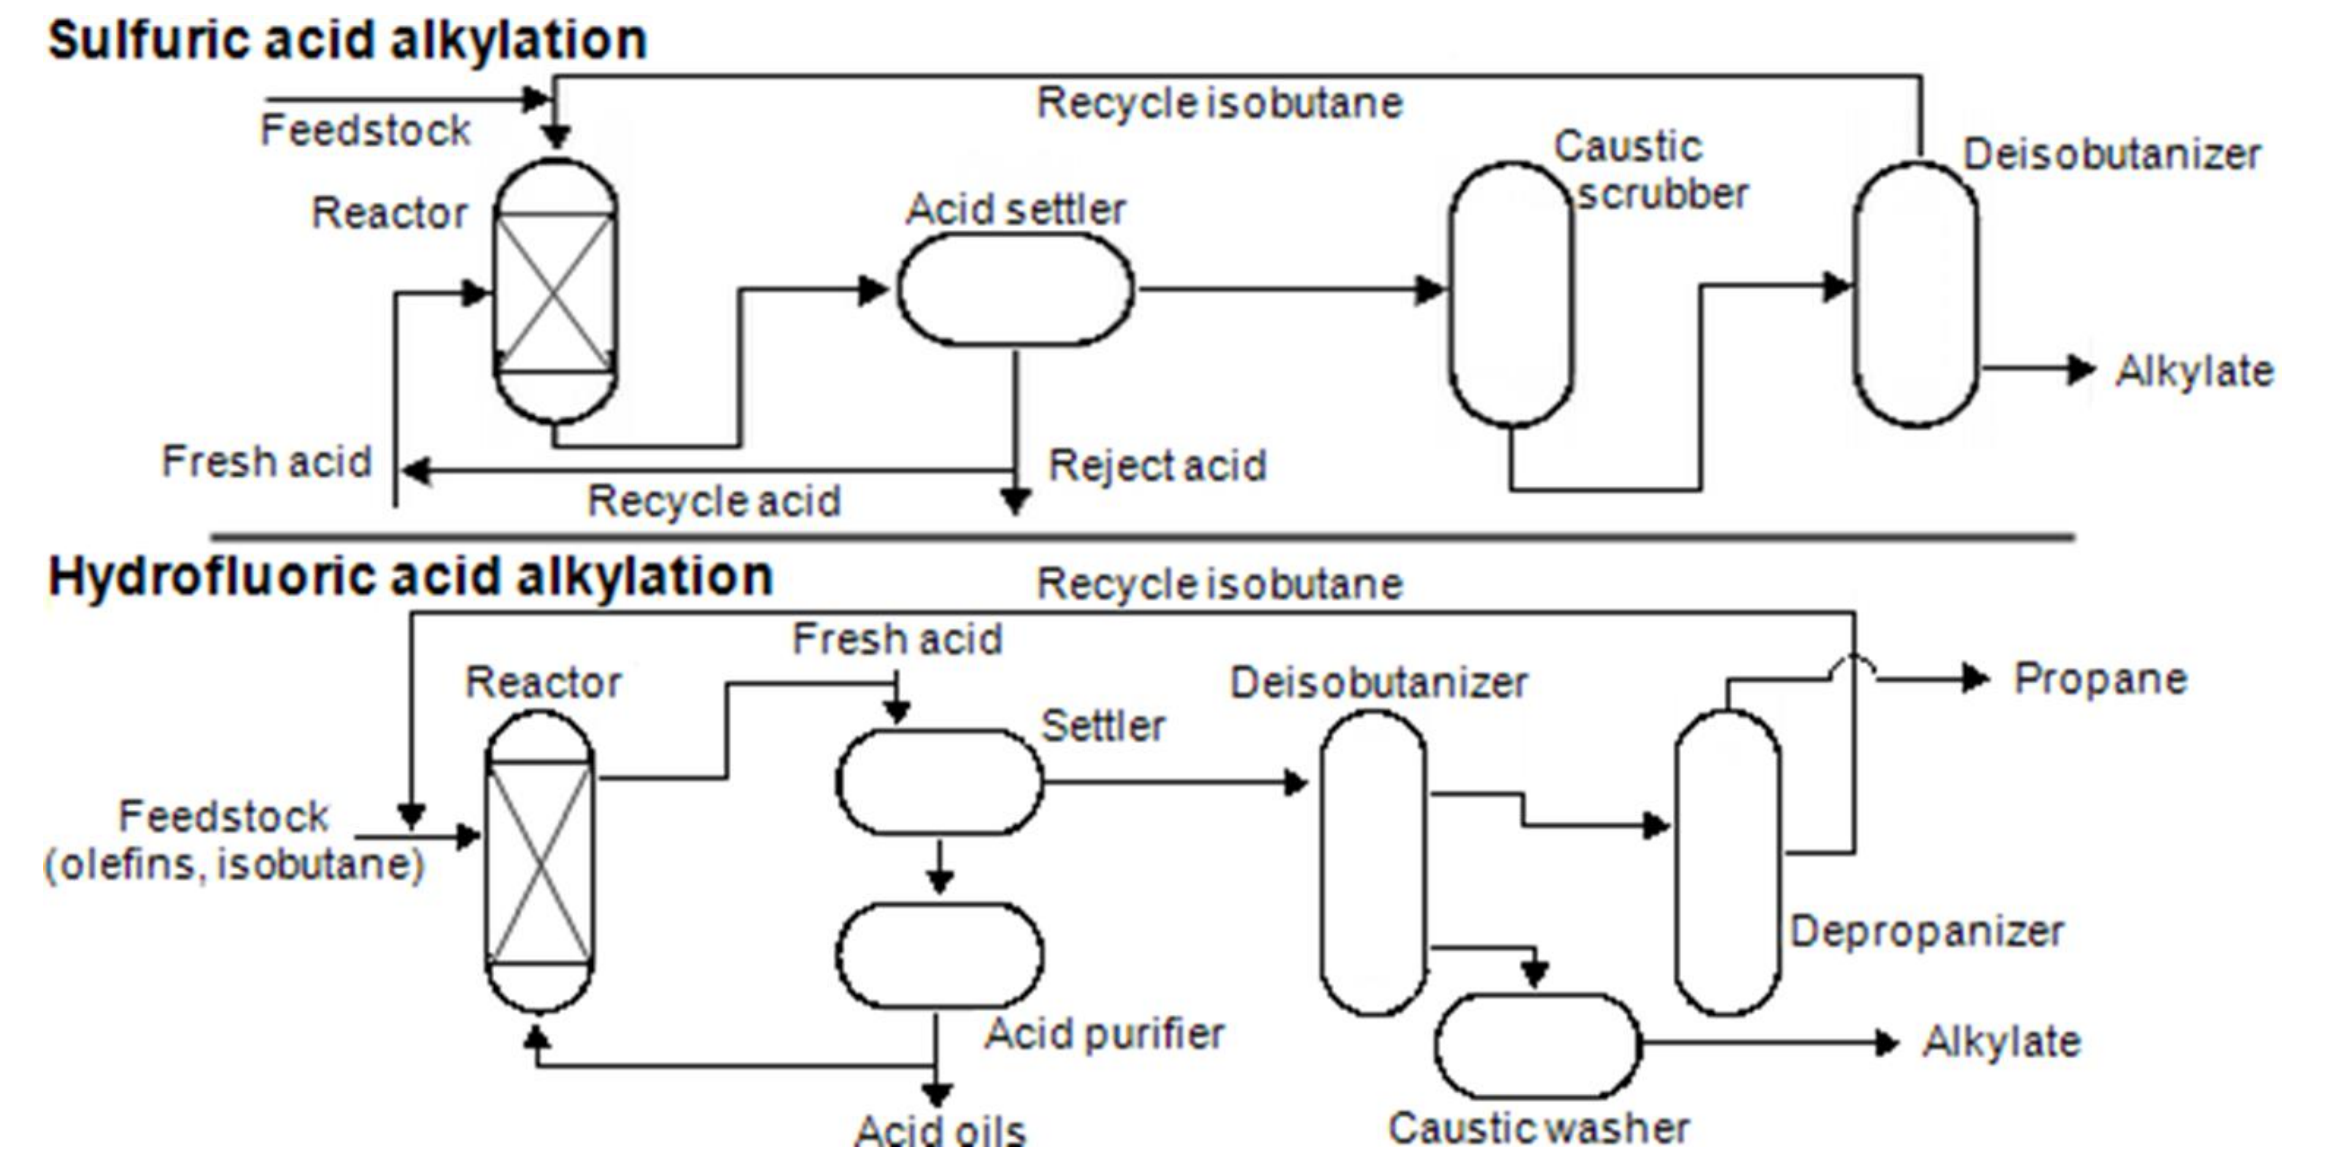 Sulfuric acid alkylation
Recycle isobutane
Feedstock
Caustic
scrubber
Deisobutanizer
Reactor
Acid settler
Alkylate
Fresh acid
Reject acid
Recycle acid
Hydrofluoric acid alkylation
Recycle isobutane
Fresh acid
Reactor
Deisobutanizer
Propane
Settler
Feedstock
(olefins, isobutane)
Depropanizer
Acid purifier
Alkylate
Acid oils
Caustic washer